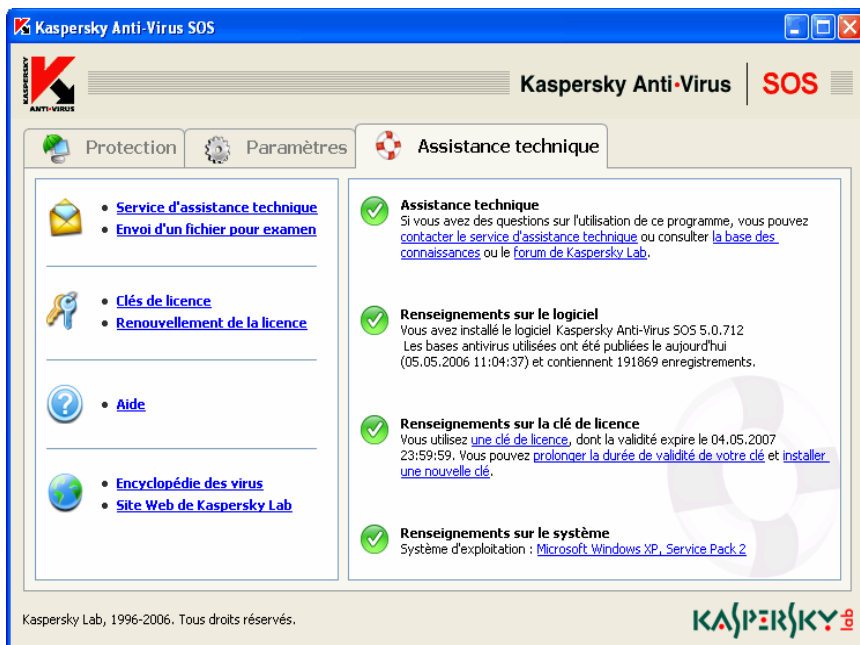 Kaspersky Anti-Virus SOS
KASPERSKY
ANTI-VIRUS
Kaspersky Anti-Virus SOS
Protection
Paramètres
Assistance technique
Service d'assistance technique
Envoi d'un fichier pour examen
Clés de licence
Renouvellement de la licence
Aide
Encyclopédie des virus
Site Web de Kaspersky Lab
Assistance technique
Si vous avez des questions sur l'utilisation de ce programme, vous pouvez
contacter le service d'assistance technique ou consulter la base des
connaissances ou le forum de Kaspersky Lab.
Renseignements sur le logiciel
Vous avez installé le logiciel Kaspersky Anti-Virus SOS 5.0.712
Les bases antivirus utilisées ont été publiées le aujourd'hui
(05.05.2006 11:04:37) et contiennent 191869 enregistrements.
Renseignements sur la clé de licence
Vous utilisez une clé de licence, dont la validité expire le 04.05.2007
23:59:59. Vous pouvez prolonger la durée de validité de votre clé et installer
une nouvelle clé.
Renseignements sur le système
Système d'exploitation : Microsoft Windows XP, Service Pack 2
Kaspersky Lab, 1996-2006. Tous droits réservés.
KASPERSKY lab